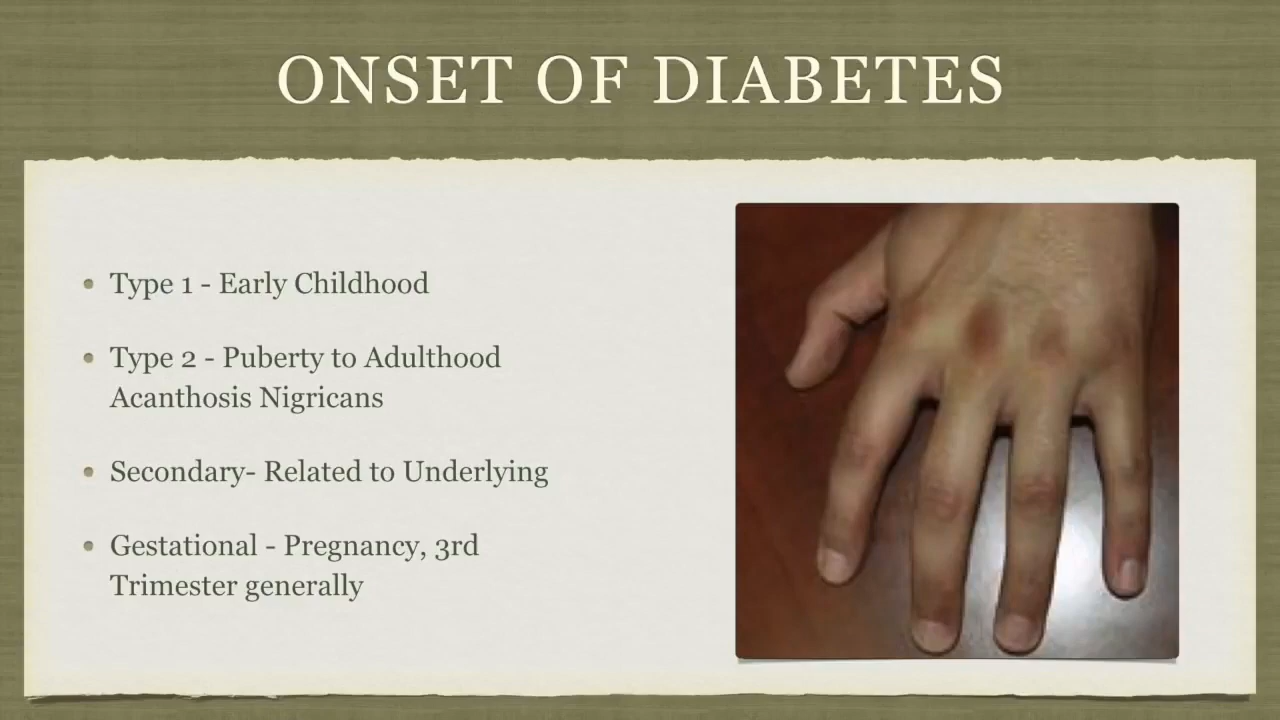 ONSET OF DIABETES
• Type 1 - Early Childhood
• Type 2 - Puberty to Adulthood
Acanthosis Nigricans
• Secondary- Related to Underlying
• Gestational - Pregnancy, 3rd
Trimester generally